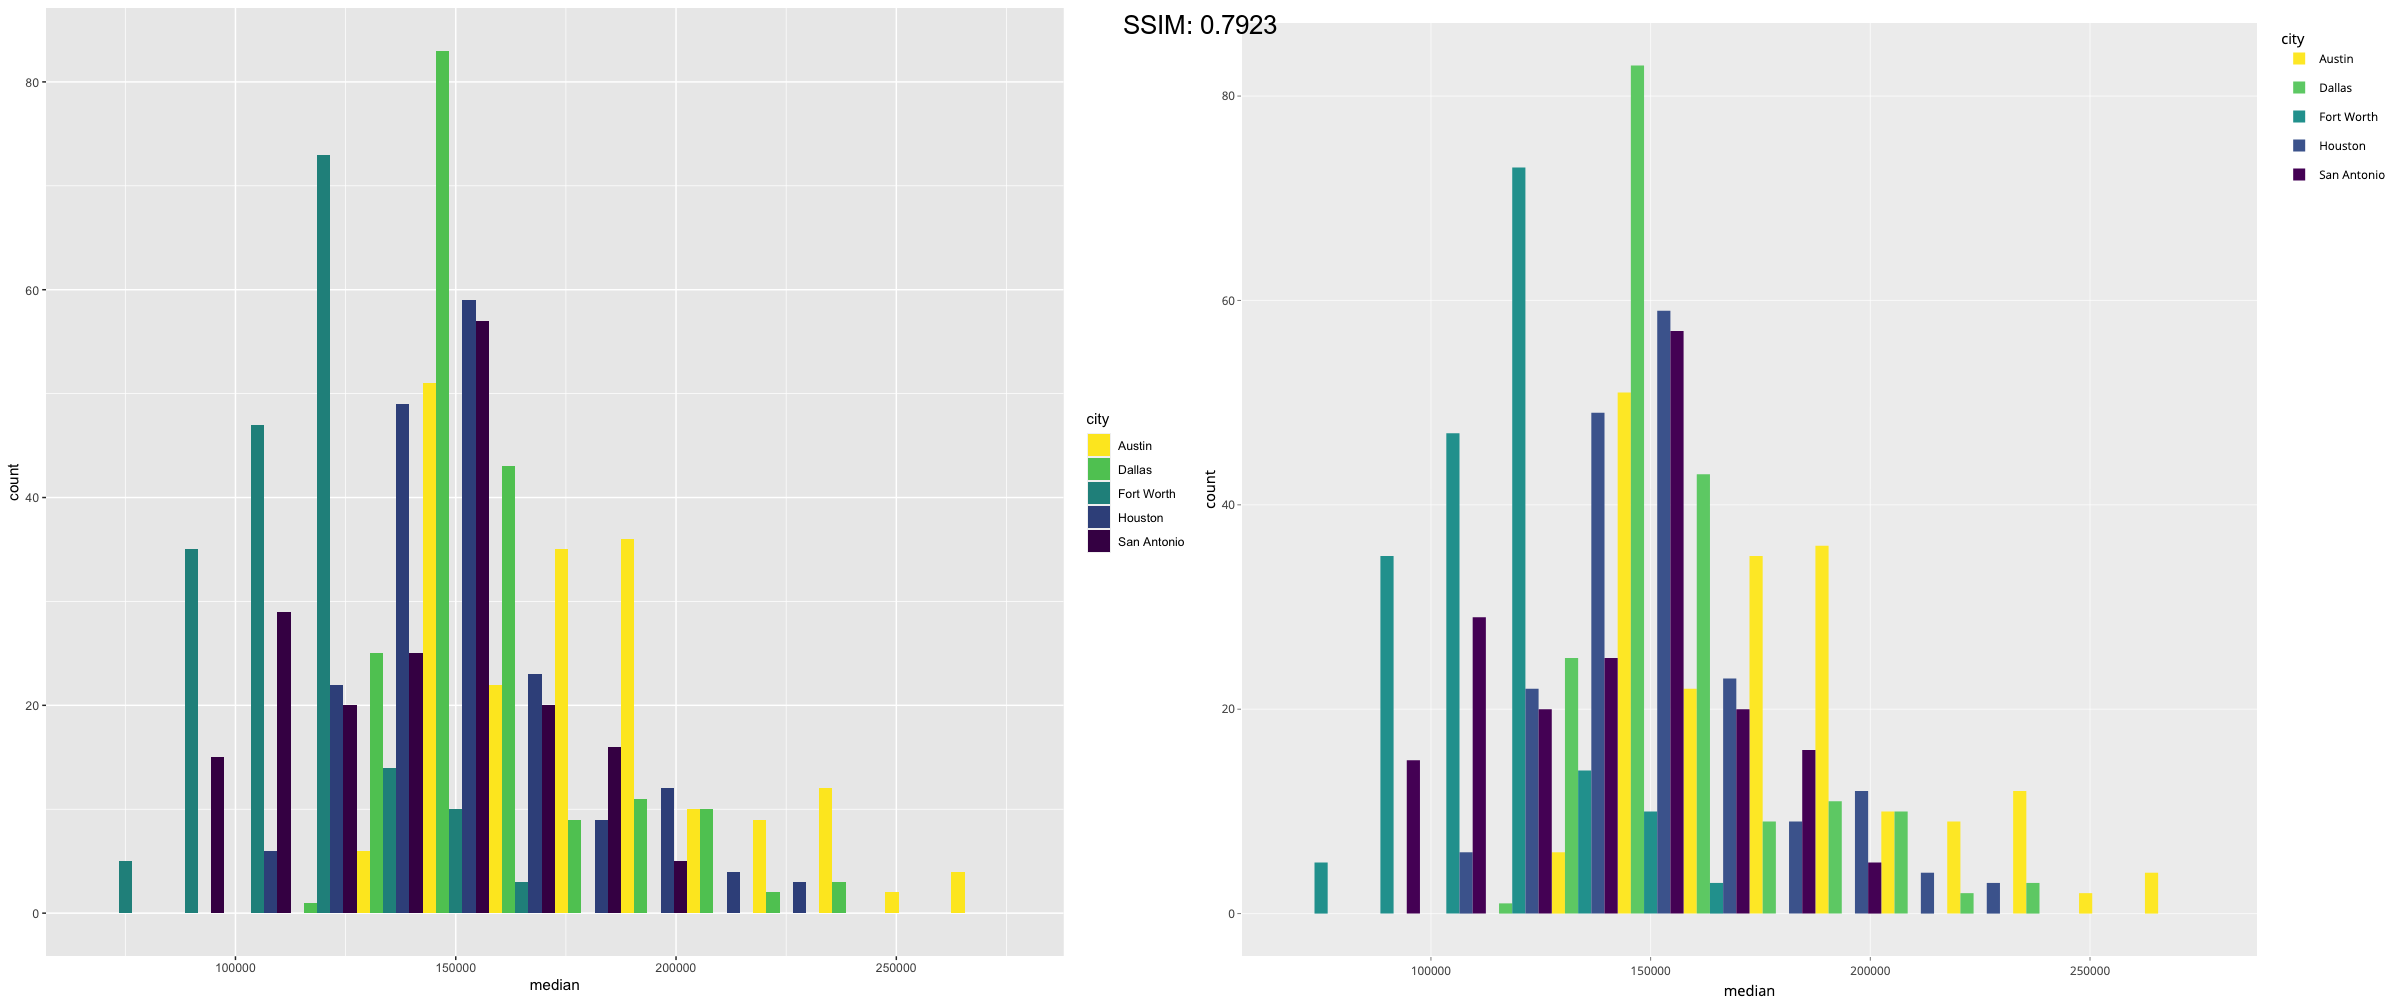 SSIM: 0.7923
80
60
40
20
0
count
100000
150000
200000
250000
median
city
Austin
Dallas
Fort Worth
Houston
San Antonio
80
60
40
20
0
count
100000
150000
200000
250000
median
city
Austin
Dallas
Fort Worth
Houston
San Antonio